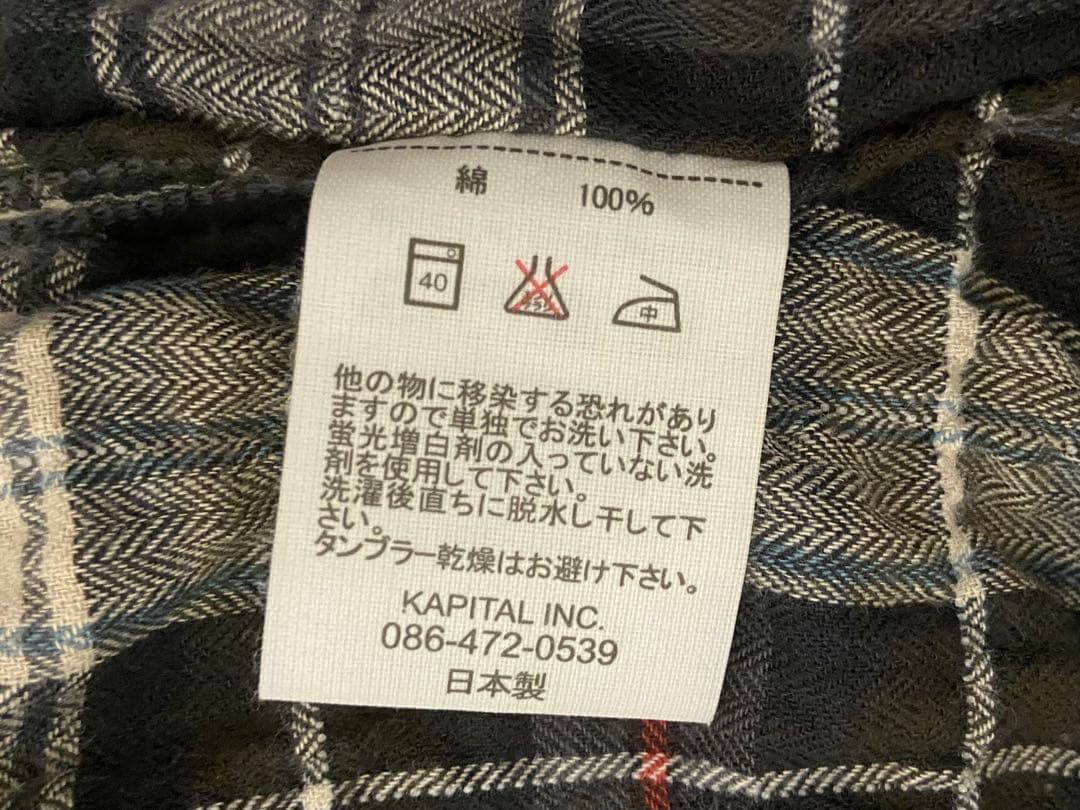 綿 100%
40
中
他の物に移染する恐れがあり
ますので単独でお洗い下さい。
蛍光増白剤の入っていない洗
剤を使用して下さい。
洗濯後直ちに脱水し干して下
さい。
タンブラー乾燥はお避け下さい。
KAPITAL INC.
086-472-0539
日本製